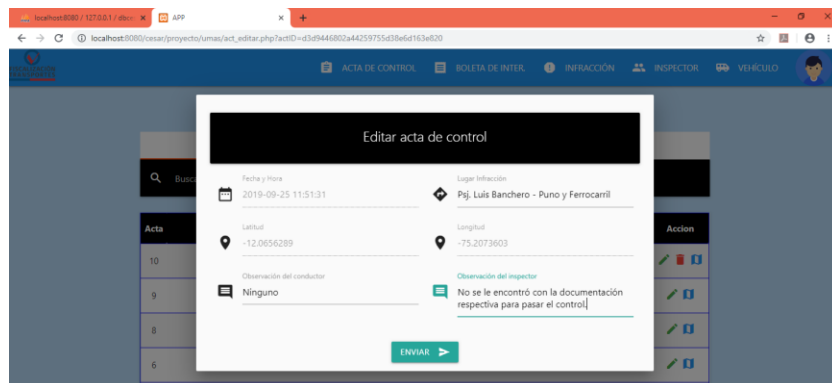 localhost:8080 / 127.0.0.1 / dbco
APP
localhost:8080/cesar/proyecto/umas/act_editar.php?actID=d3d9446802a44259755d38e6d163e820
ACTA DE CONTROL
BOLETA DE INTER.
INFRACCIÓN
INSPECTOR
VEHÍCULO
Editar acta de control
Busca
Fecha y Hora
2019-09-25 11:51:31
Lugar Infracción
Psj. Luis Banchero - Puno y Ferrocarril
Acta
Accion
Latitud
-12.0656289
Longitud
-75.2073603
10
Observación del conductor
Ninguno
Observación del inspector
No se le encontró con la documentación
respectiva para pasar el control.
9
8
ENVIAR
6